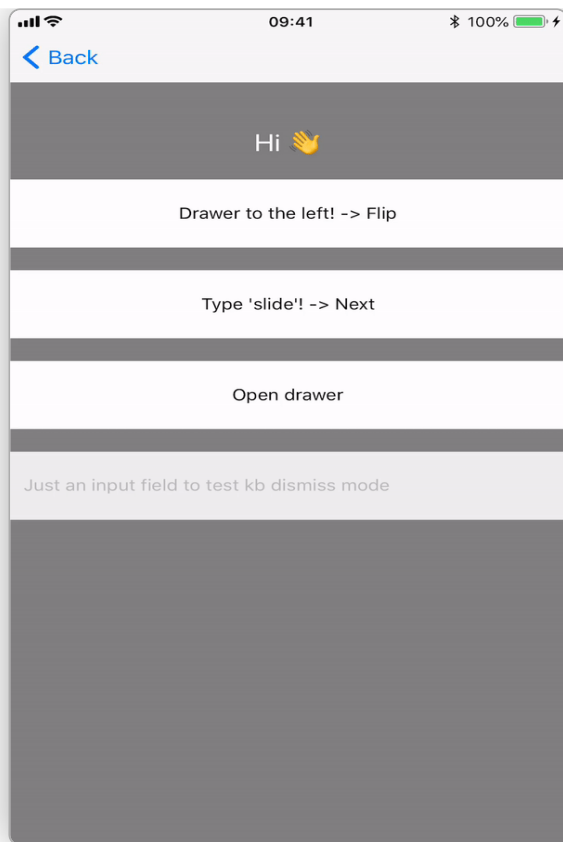 09:41
100%
Back
Hi 👋
Drawer to the left! -> Flip
Type 'slide'! -> Next
Open drawer
Just an input field to test kb dismiss mode